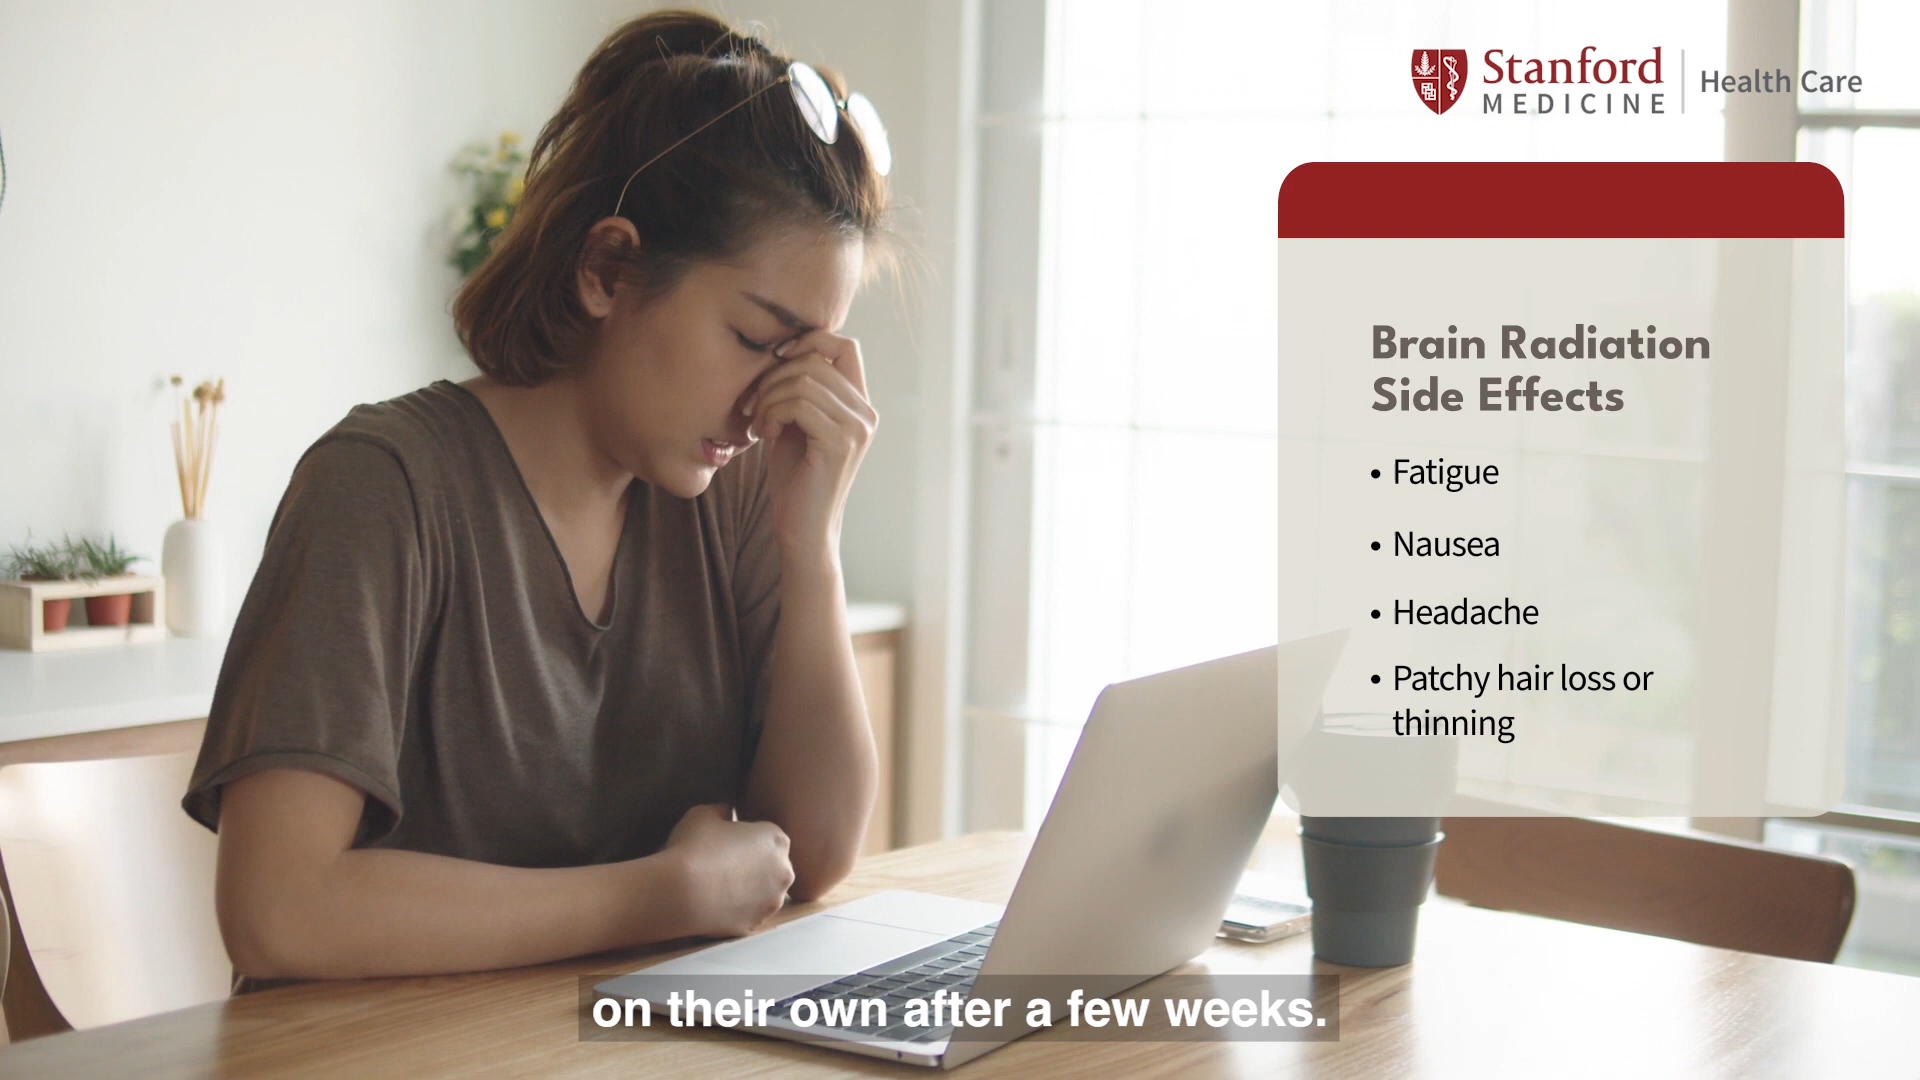 Stanford
MEDICINE
Health Care
Brain Radiation
Side Effects
• Fatigue
• Nausea
• Headache
• Patchy hair loss or
thinning
on their own after a few weeks.